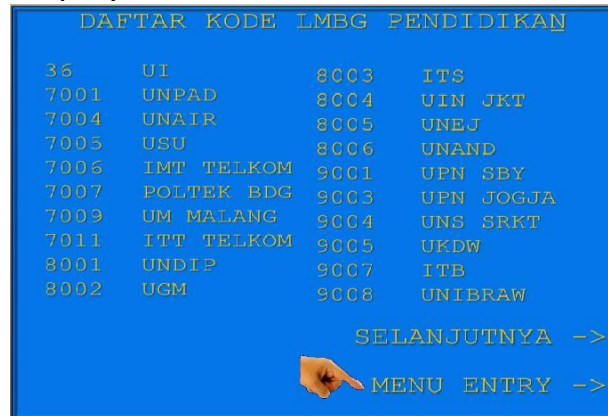 DAFTAR KODE LMBG PENDIDIKAN
36 UI
7001 UNPAD
7004 UNAIR
7005 USU
7006 IMT TELKOM
7007 POLTEK BDG
7009 UM MALANG
7011 ITT TELKOM
8001 UNDIP
8002 UGM
8003 ITS
8004 UIN JKT
8005 UNEJ
8006 UNAND
9001 UPN SBY
9003 UPN JOGJA
9004 UNS SRKT
9005 UKDW
9007 ITB
9008 UNIBRAW
SELANJUTNYA ->
MENU ENTRY ->